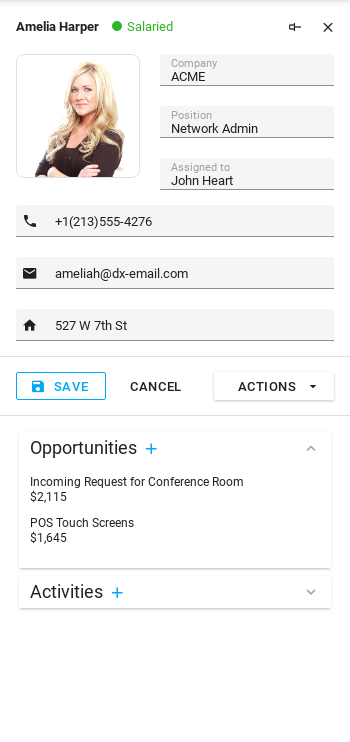 Amelia Harper Salaried
Company
ACME
Position
Network Admin
Assigned to
John Heart
+1(213)555-4276
ameliah@dx-email.com
527 W 7th St
SAVE CANCEL ACTIONS
Opportunities +
Incoming Request for Conference Room
$2,115
POS Touch Screens
$1,645
Activities +